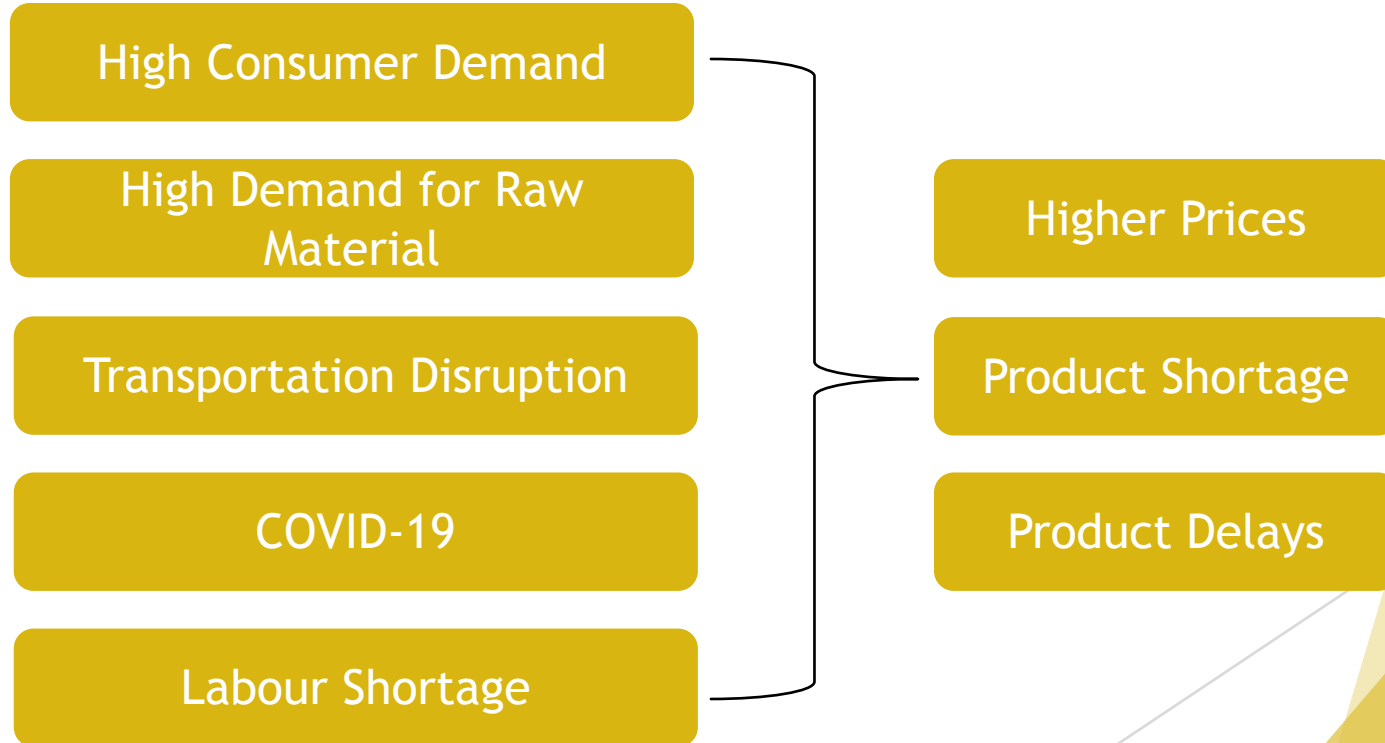 High Consumer Demand
High Demand for Raw
Material
Transportation Disruption
COVID-19
Labour Shortage
Higher Prices
Product Shortage
Product Delays